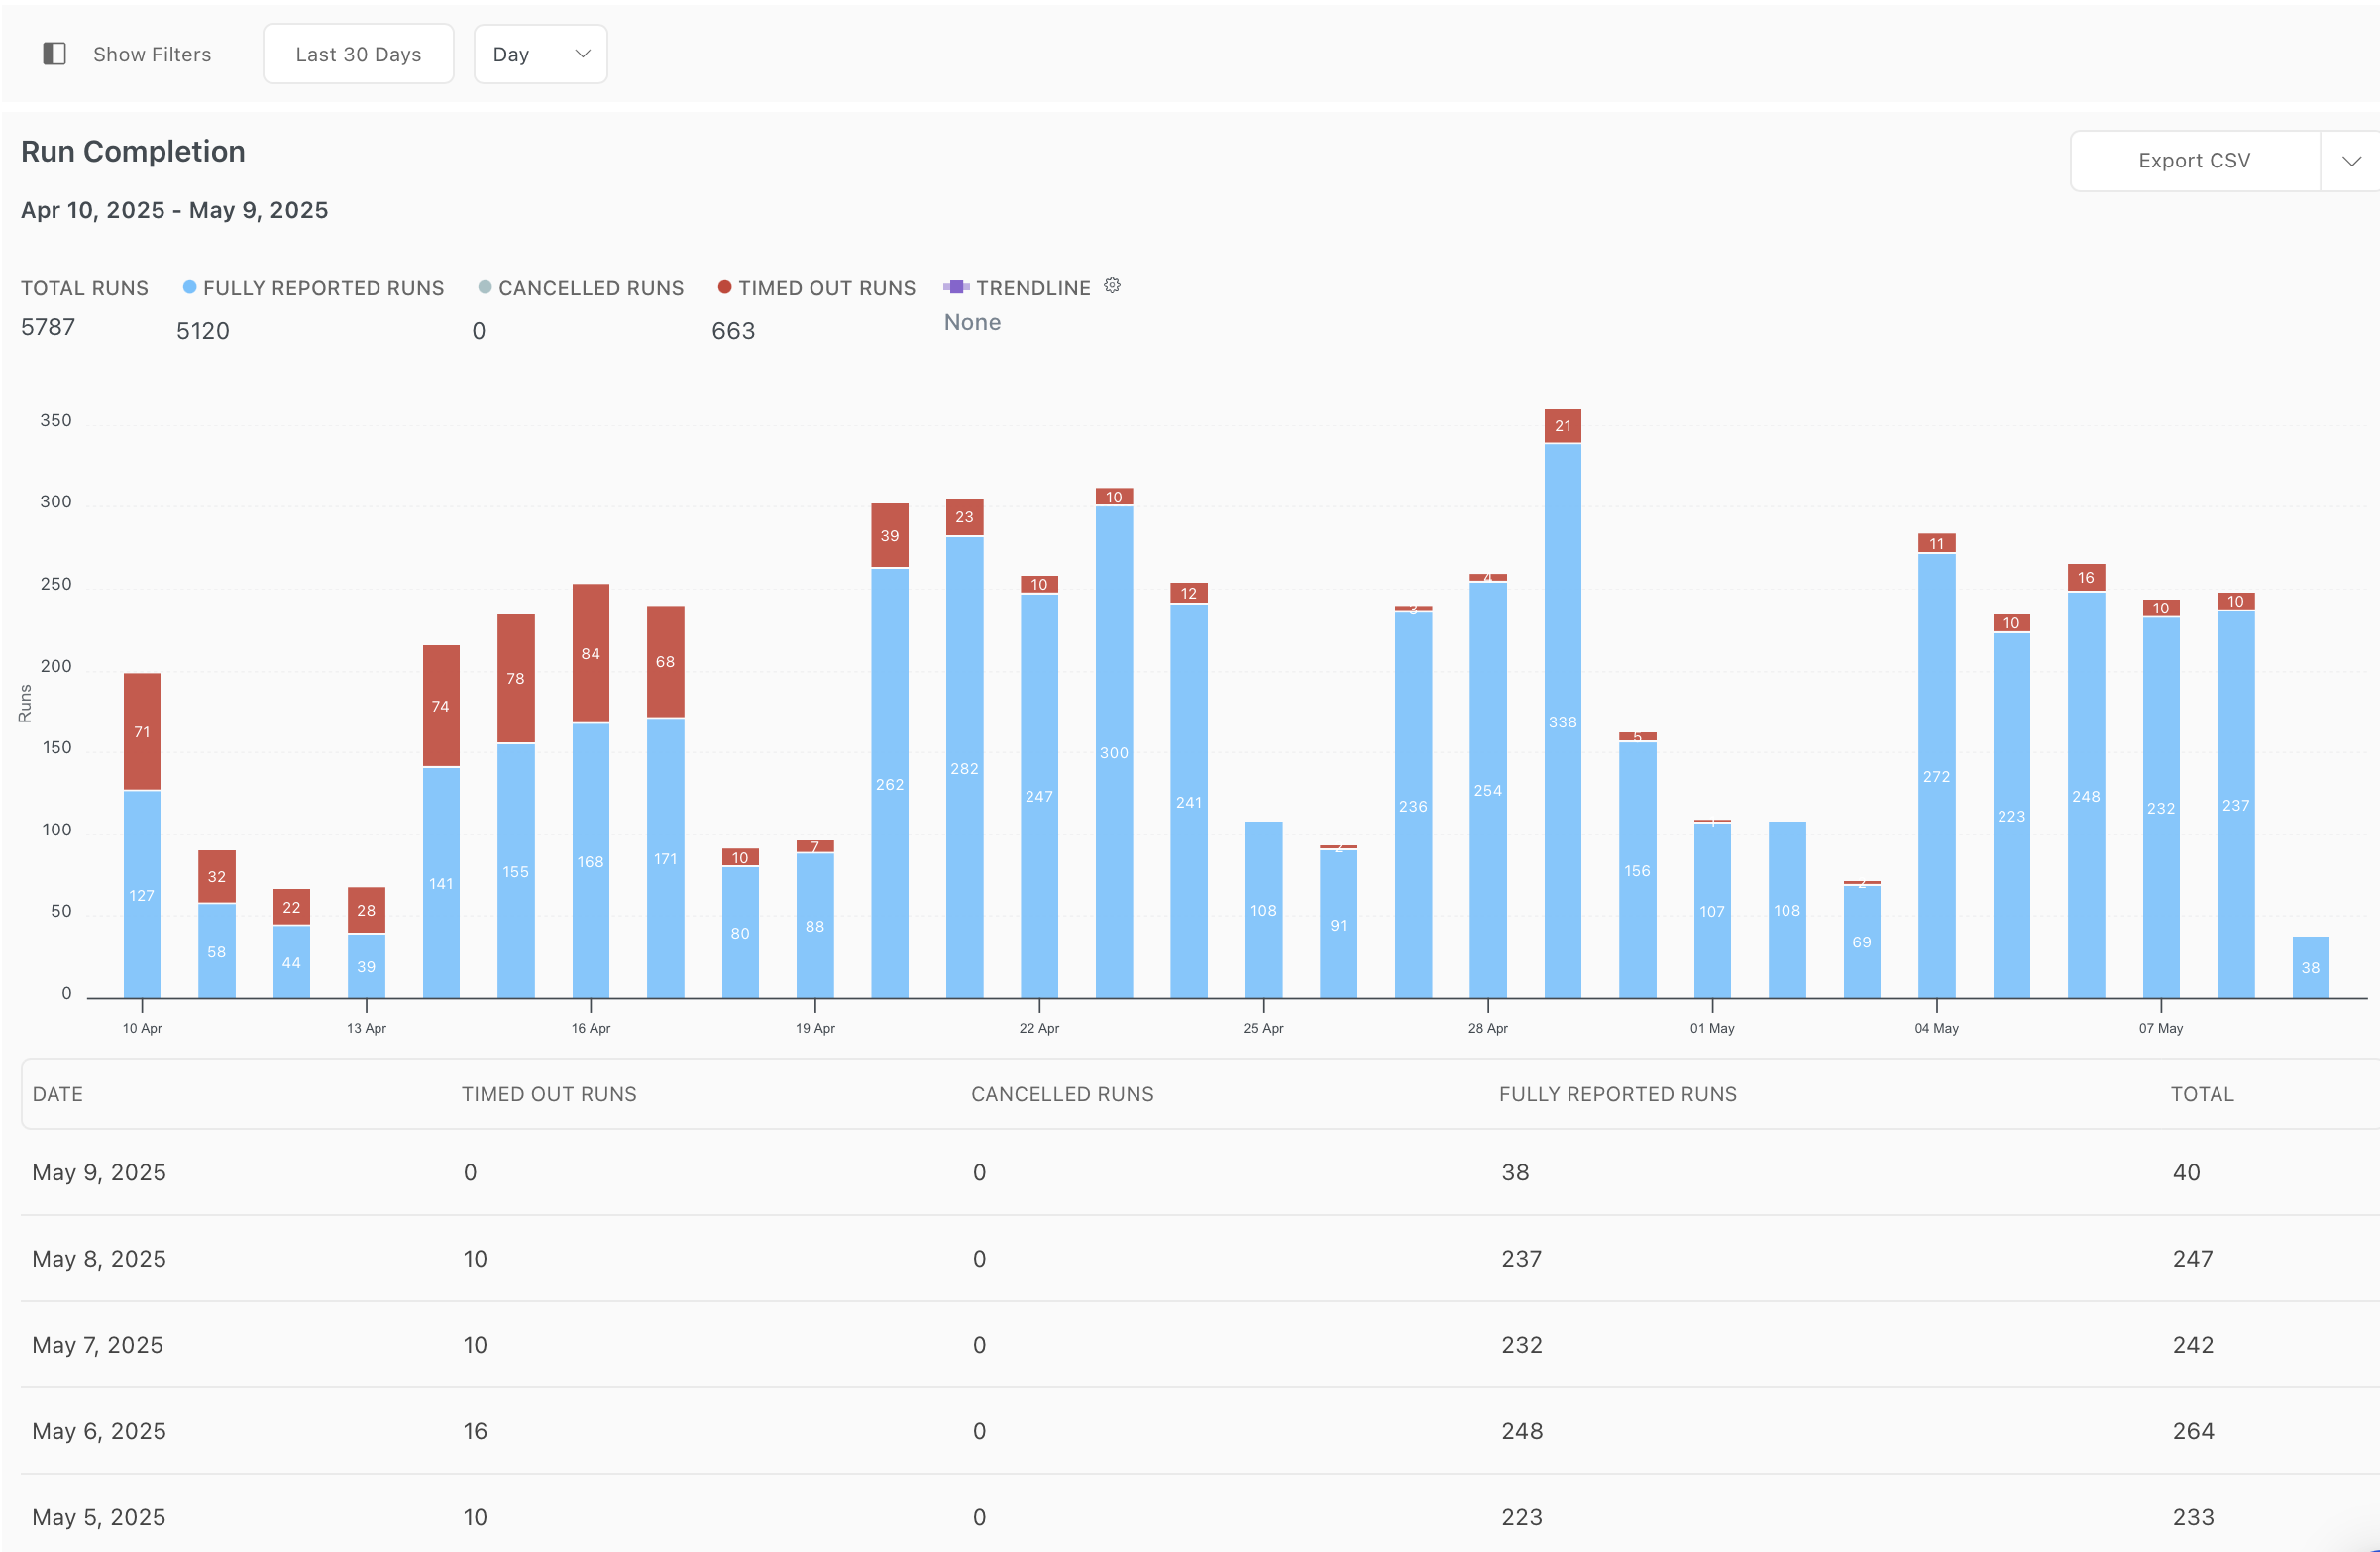 Show Filters Last 30 Days Day
Run Completion
Export CSV
Apr 10, 2025 - May 9, 2025
TOTAL RUNS FULLY REPORTED RUNS CANCELLED RUNS TIMED OUT RUNS TRENDLINE
5787 5120 0 663 None
350
300
250
200
150
100
50
0
Runs
71 32 22 28 74 78 84 68 10 7 39 23 10 10 12 2 3 4 21 5 1 2 11 10 16 10 10
127 58 44 39 141 155 168 171 80 88 262 282 247 300 241 108 91 236 254 338 156 107 108 69 272 223 248 232 237 38
10 Apr 13 Apr 16 Apr 19 Apr 22 Apr 25 Apr 28 Apr 01 May 04 May 07 May
DATE TIMED OUT RUNS CANCELLED RUNS FULLY REPORTED RUNS TOTAL
May 9, 2025 0 0 38 40
May 8, 2025 10 0 237 247
May 7, 2025 10 0 232 242
May 6, 2025 16 0 248 264
May 5, 2025 10 0 223 233